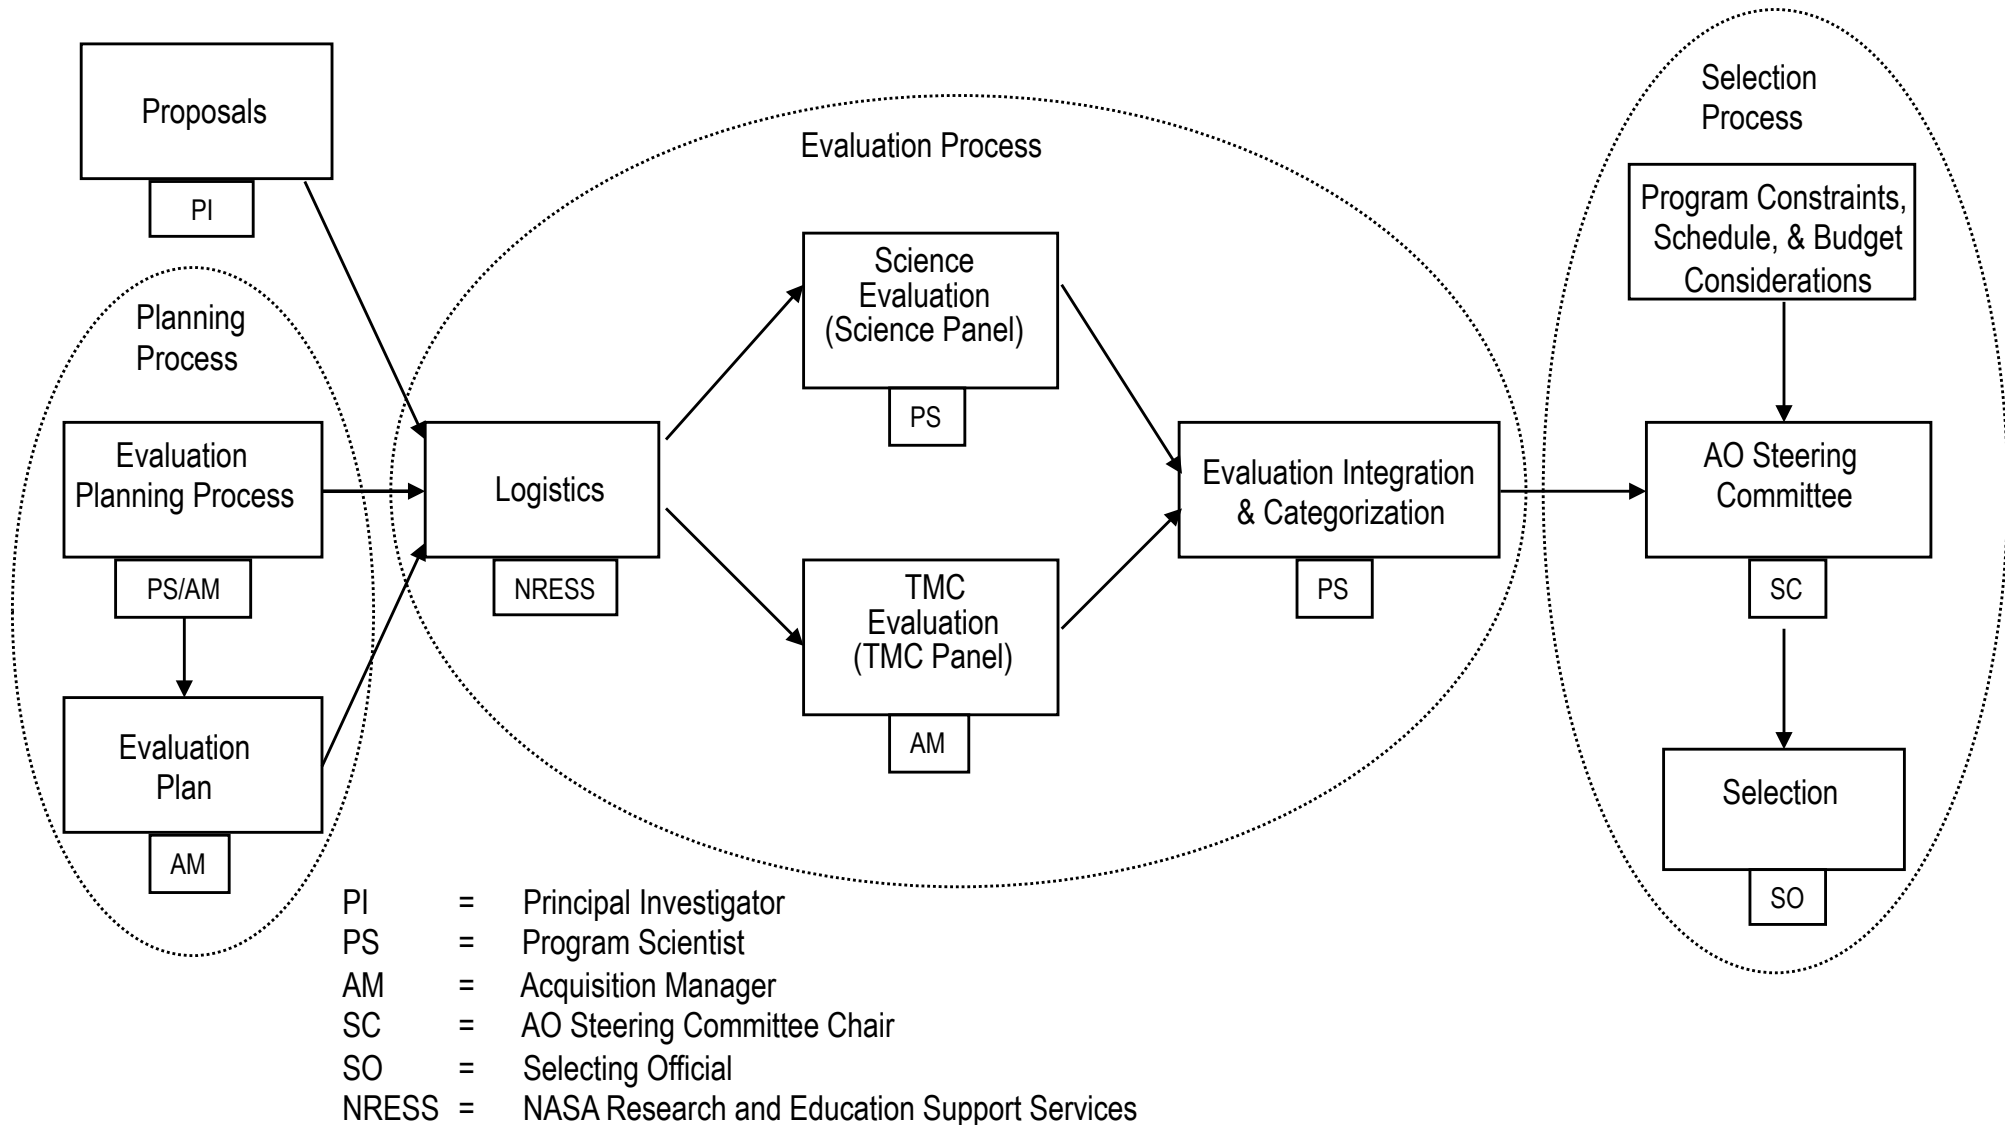 Proposals
PI
Planning
Process
Evaluation
Planning Process
PS/AM
Evaluation
Plan
AM
Evaluation Process
Logistics
NRESS
Science
Evaluation
(Science Panel)
PS
TMC
Evaluation
(TMC Panel)
AM
Evaluation Integration
& Categorization
PS
Selection
Process
Program Constraints,
Schedule, & Budget
Considerations
AO Steering
Committee
SC
Selection
SO
PI = Principal Investigator
PS = Program Scientist
AM = Acquisition Manager
SC = AO Steering Committee Chair
SO = Selecting Official
NRESS = NASA Research and Education Support Services